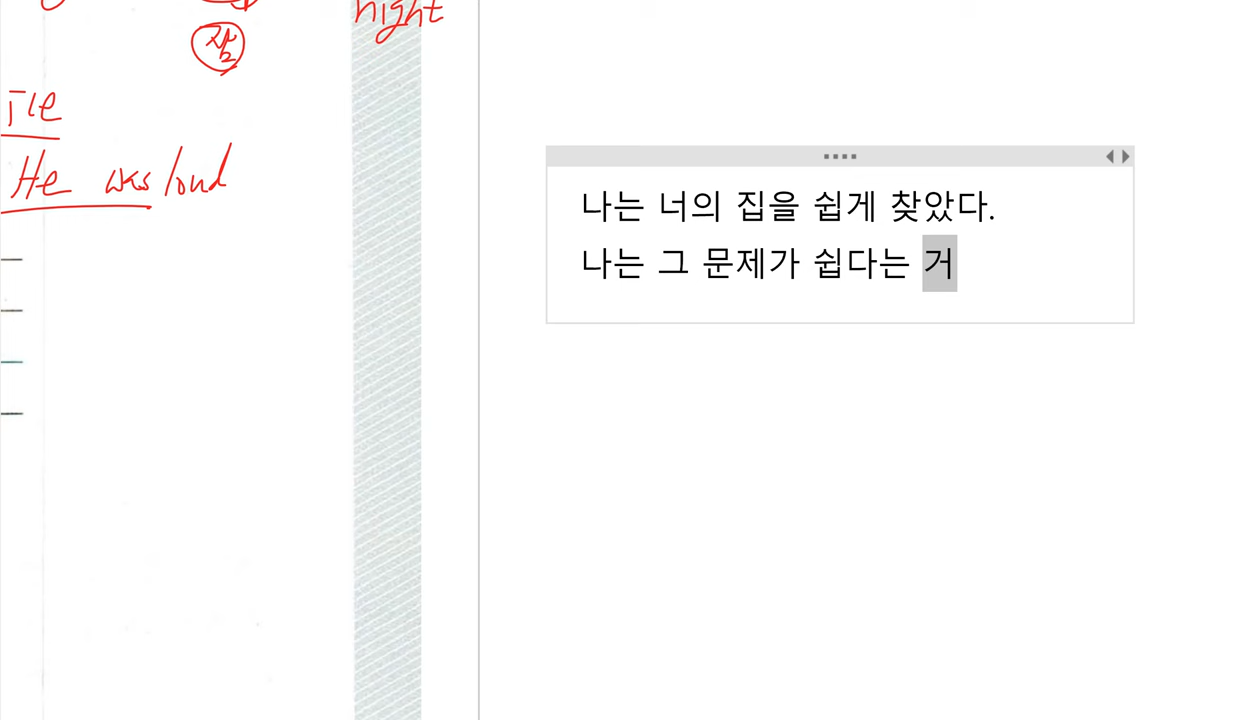 night
잠
He was loud
나는 너의 집을 쉽게 찾았다.
나는 그 문제가 쉽다는 거